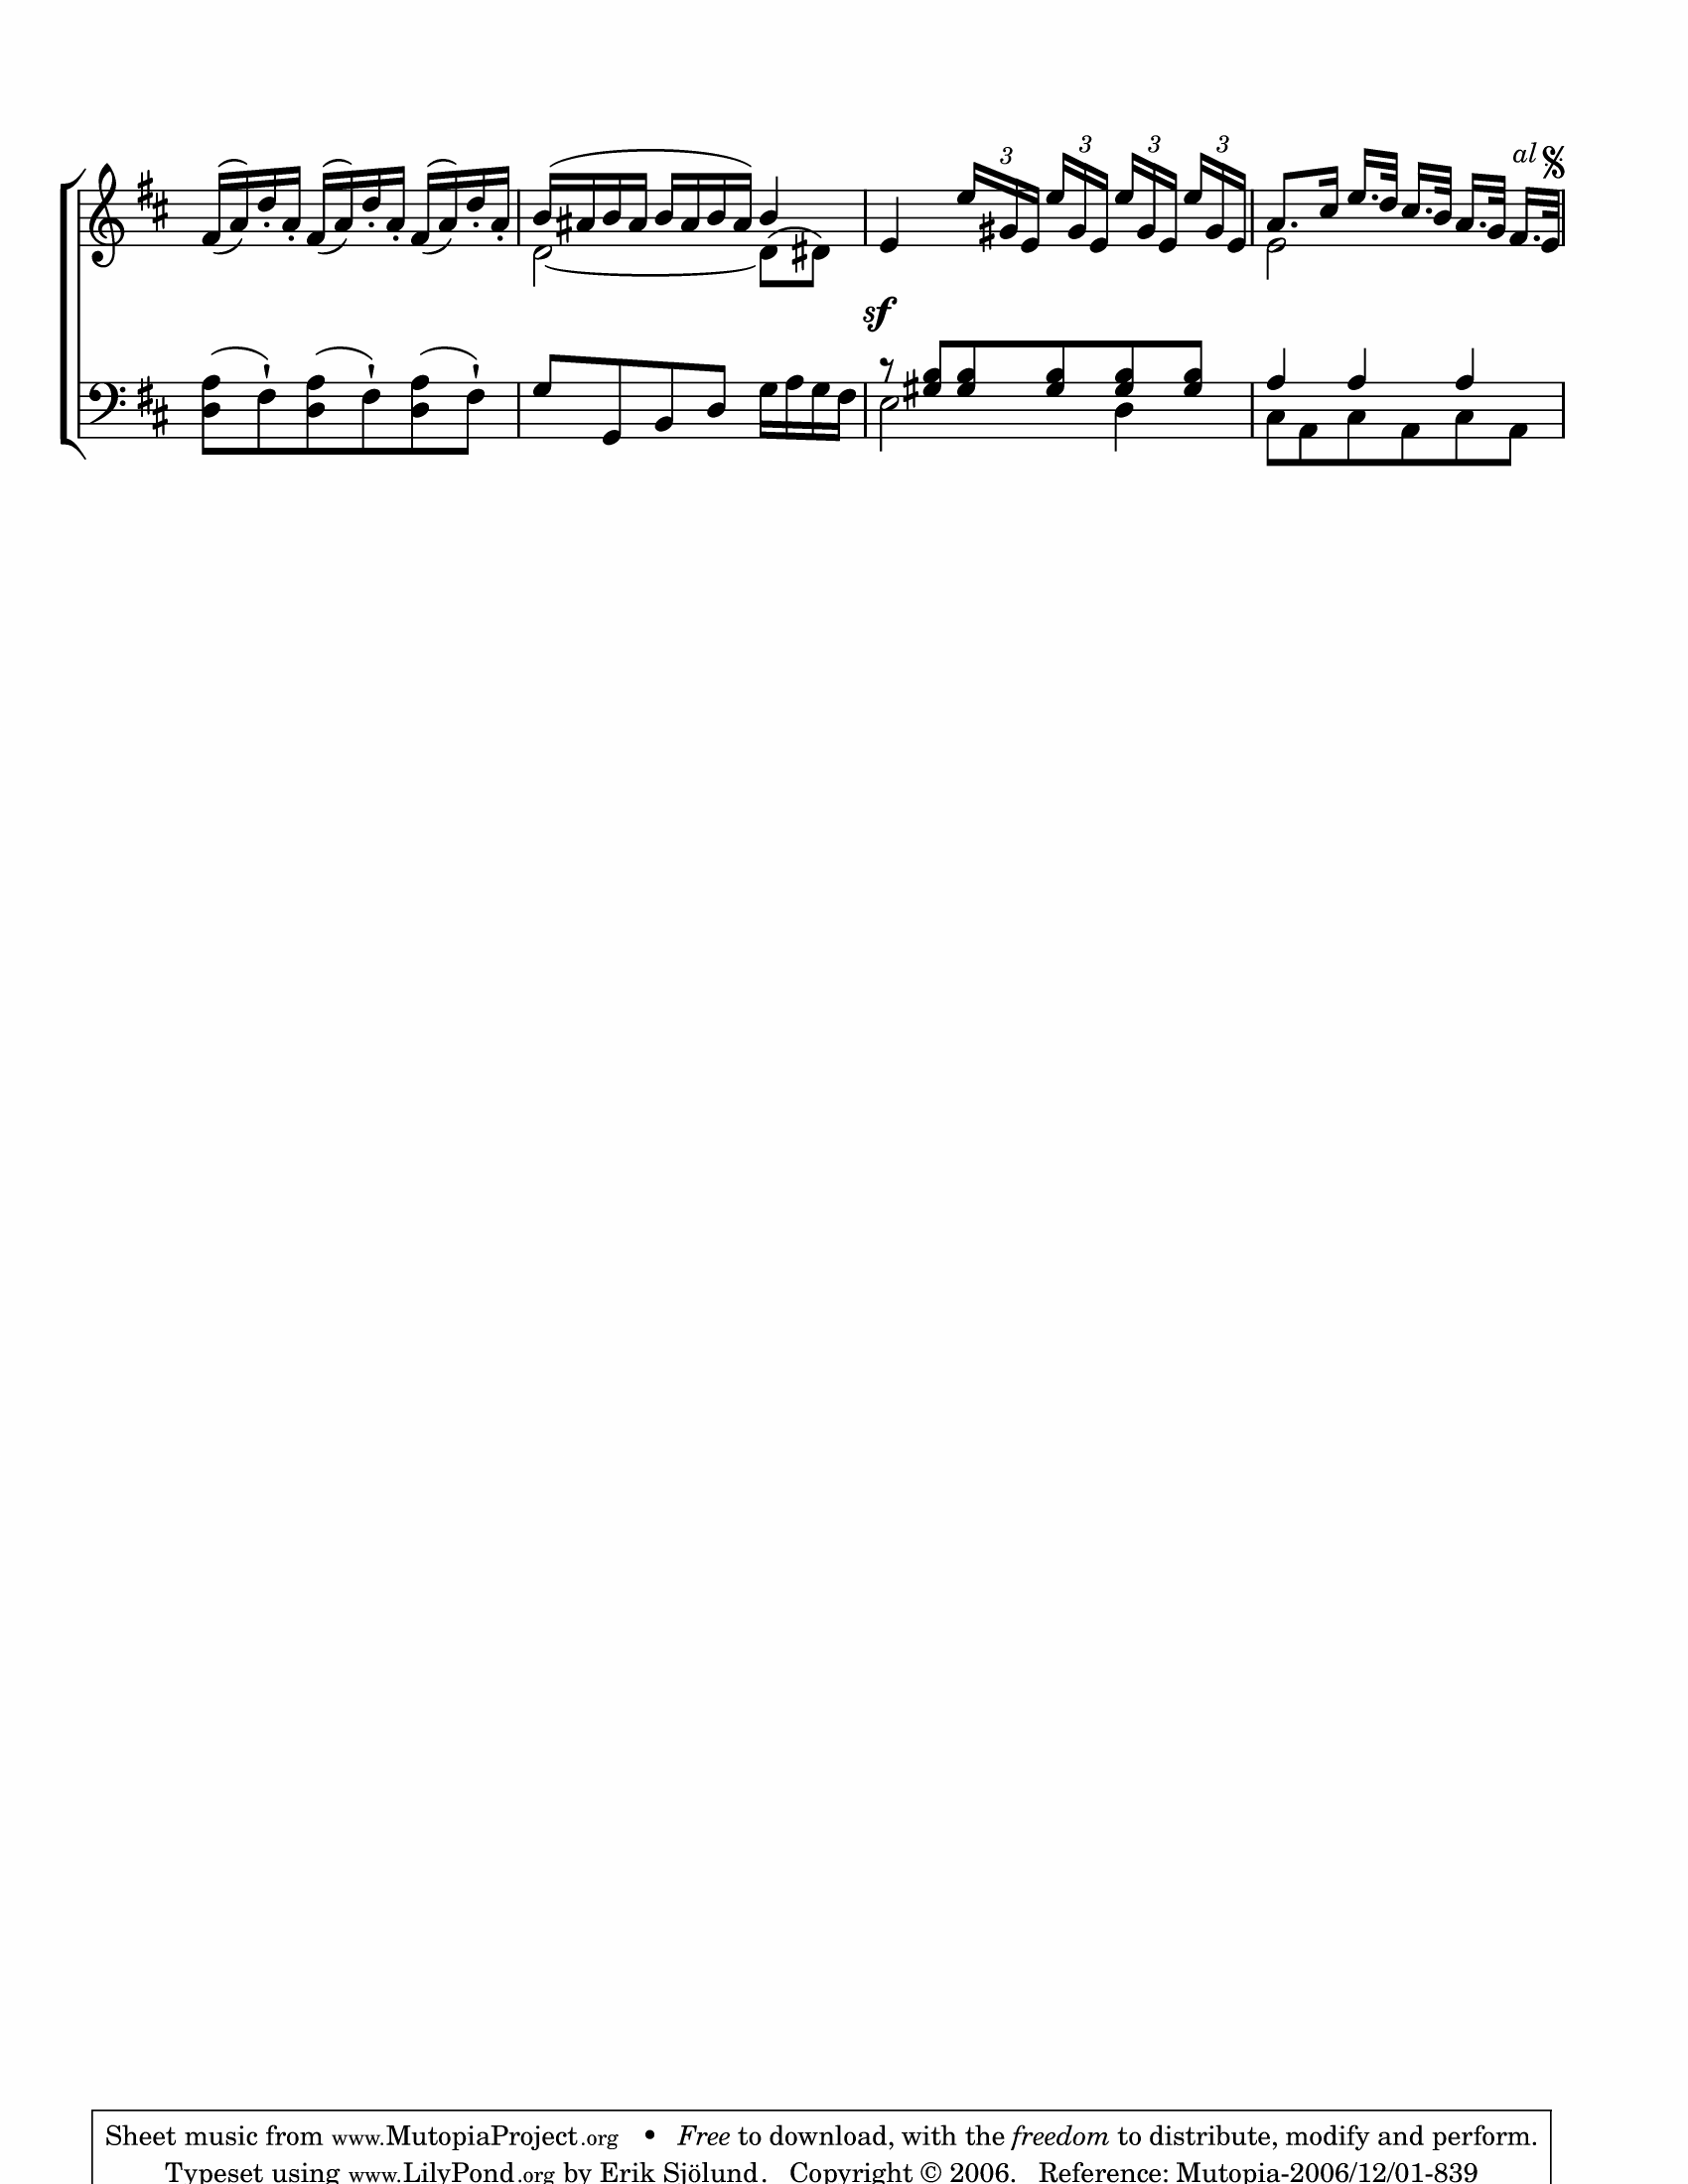 al
3 3 3 3
sf
Sheet music from www.MutopiaProject.org • Free to download, with the freedom to distribute, modify and perform.
Typeset using www.LilyPond.org by Erik Sjölund. Copyright © 2006. Reference: Mutopia-2006/12/01-839